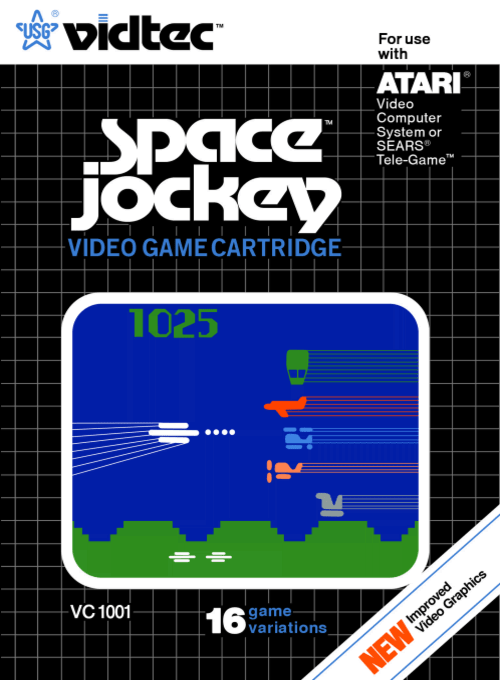 USG® vidtec™
For use
with
ATARI®
Video
Computer
System or
SEARS®
Tele-Game™
space™
jockey
VIDEO GAME CARTRIDGE
1025
VC 1001
16 game
variations
NEW Improved
Video Graphics